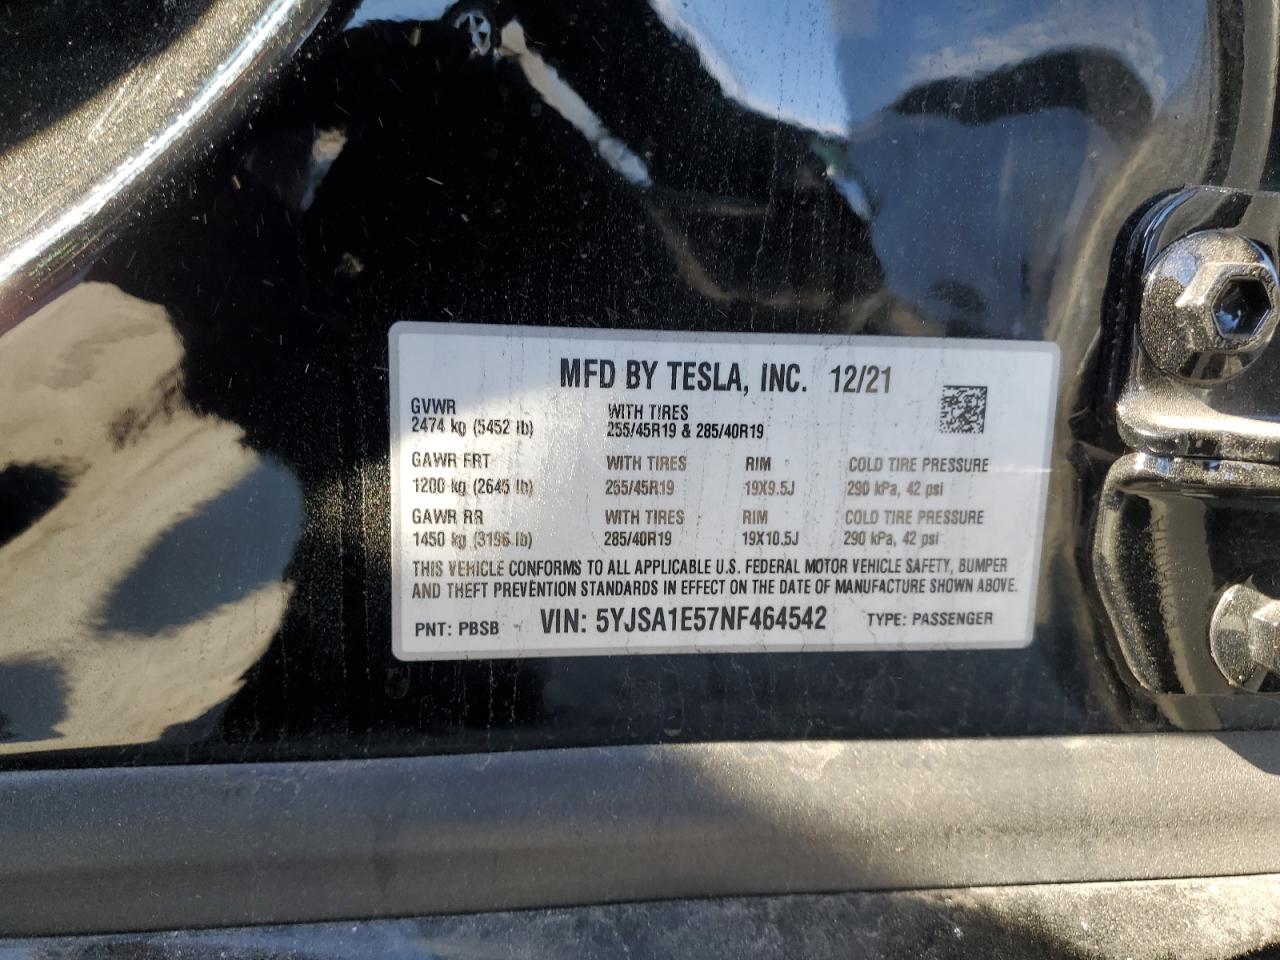 MFD BY TESLA, INC. 12/21
GVWR WITH TIRES
2474 kg (5452 lb) 255/45R19 & 285/40R19
GAWR FRT WITH TIRES RIM COLD TIRE PRESSURE
1200 kg (2645 lb) 255/45R19 19X9.5J 290 kPa, 42 psi
GAWR RR WITH TIRES RIM COLD TIRE PRESSURE
1450 kg (3196 lb) 285/40R19 19X10.5J 290 kPa, 42 psi
THIS VEHICLE CONFORMS TO ALL APPLICABLE U.S. FEDERAL MOTOR VEHICLE SAFETY, BUMPER
AND THEFT PREVENTION STANDARDS IN EFFECT ON THE DATE OF MANUFACTURE SHOWN ABOVE.
PNT: PBSB VIN: 5YJSA1E57NF464542 TYPE: PASSENGER